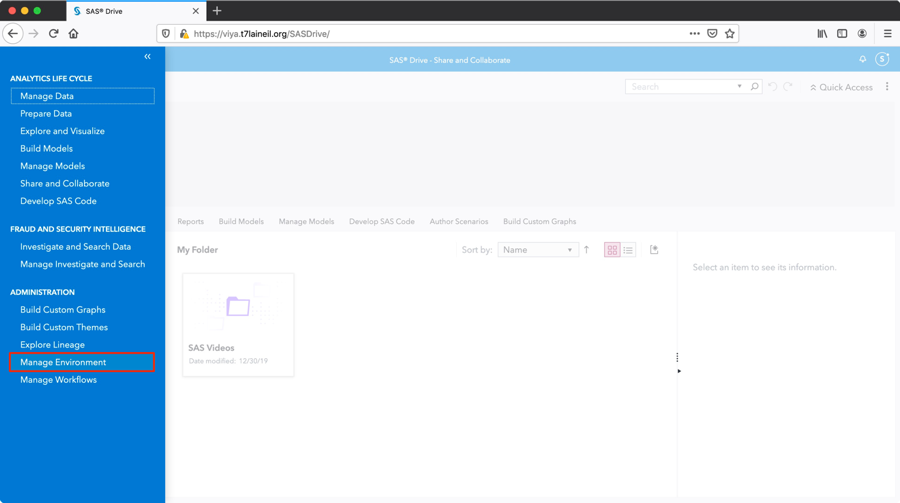 SAS® Drive
https://viya.t7laineil.org/SASDrive/
SAS® Drive - Share and Collaborate
S
ANALYTICS LIFE CYCLE
Manage Data
Prepare Data
Explore and Visualize
Build Models
Manage Models
Share and Collaborate
Develop SAS Code
FRAUD AND SECURITY INTELLIGENCE
Investigate and Search Data
Manage Investigate and Search
ADMINISTRATION
Build Custom Graphs
Build Custom Themes
Explore Lineage
Manage Environment
Manage Workflows
Search
Quick Access
Reports Build Models Manage Models Develop SAS Code Author Scenarios Build Custom Graphs
My Folder Sort by: Name
SAS Videos
Date modified: 12/30/19
Select an item to see its information.